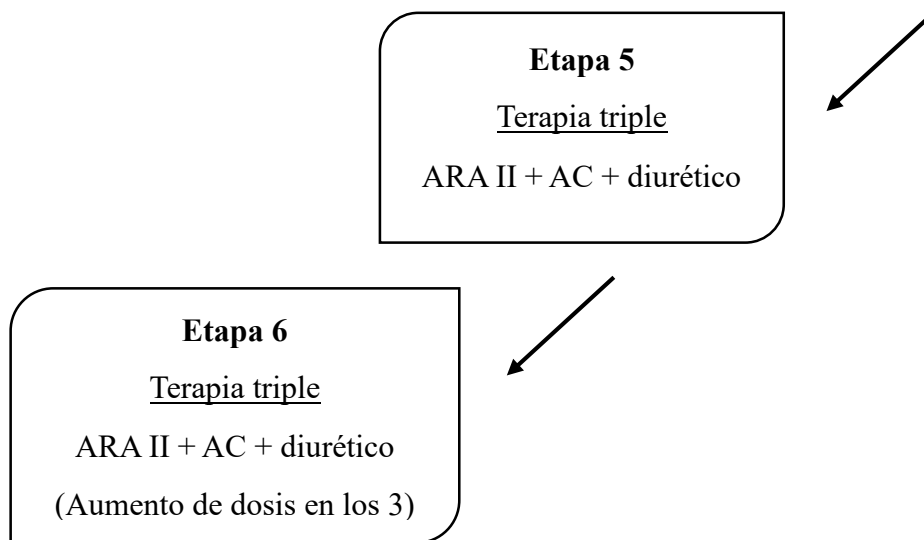 Etapa 5
Terapia triple
ARA II + AC + diurético
Etapa 6
Terapia triple
ARA II + AC + diurético
(Aumento de dosis en los 3)